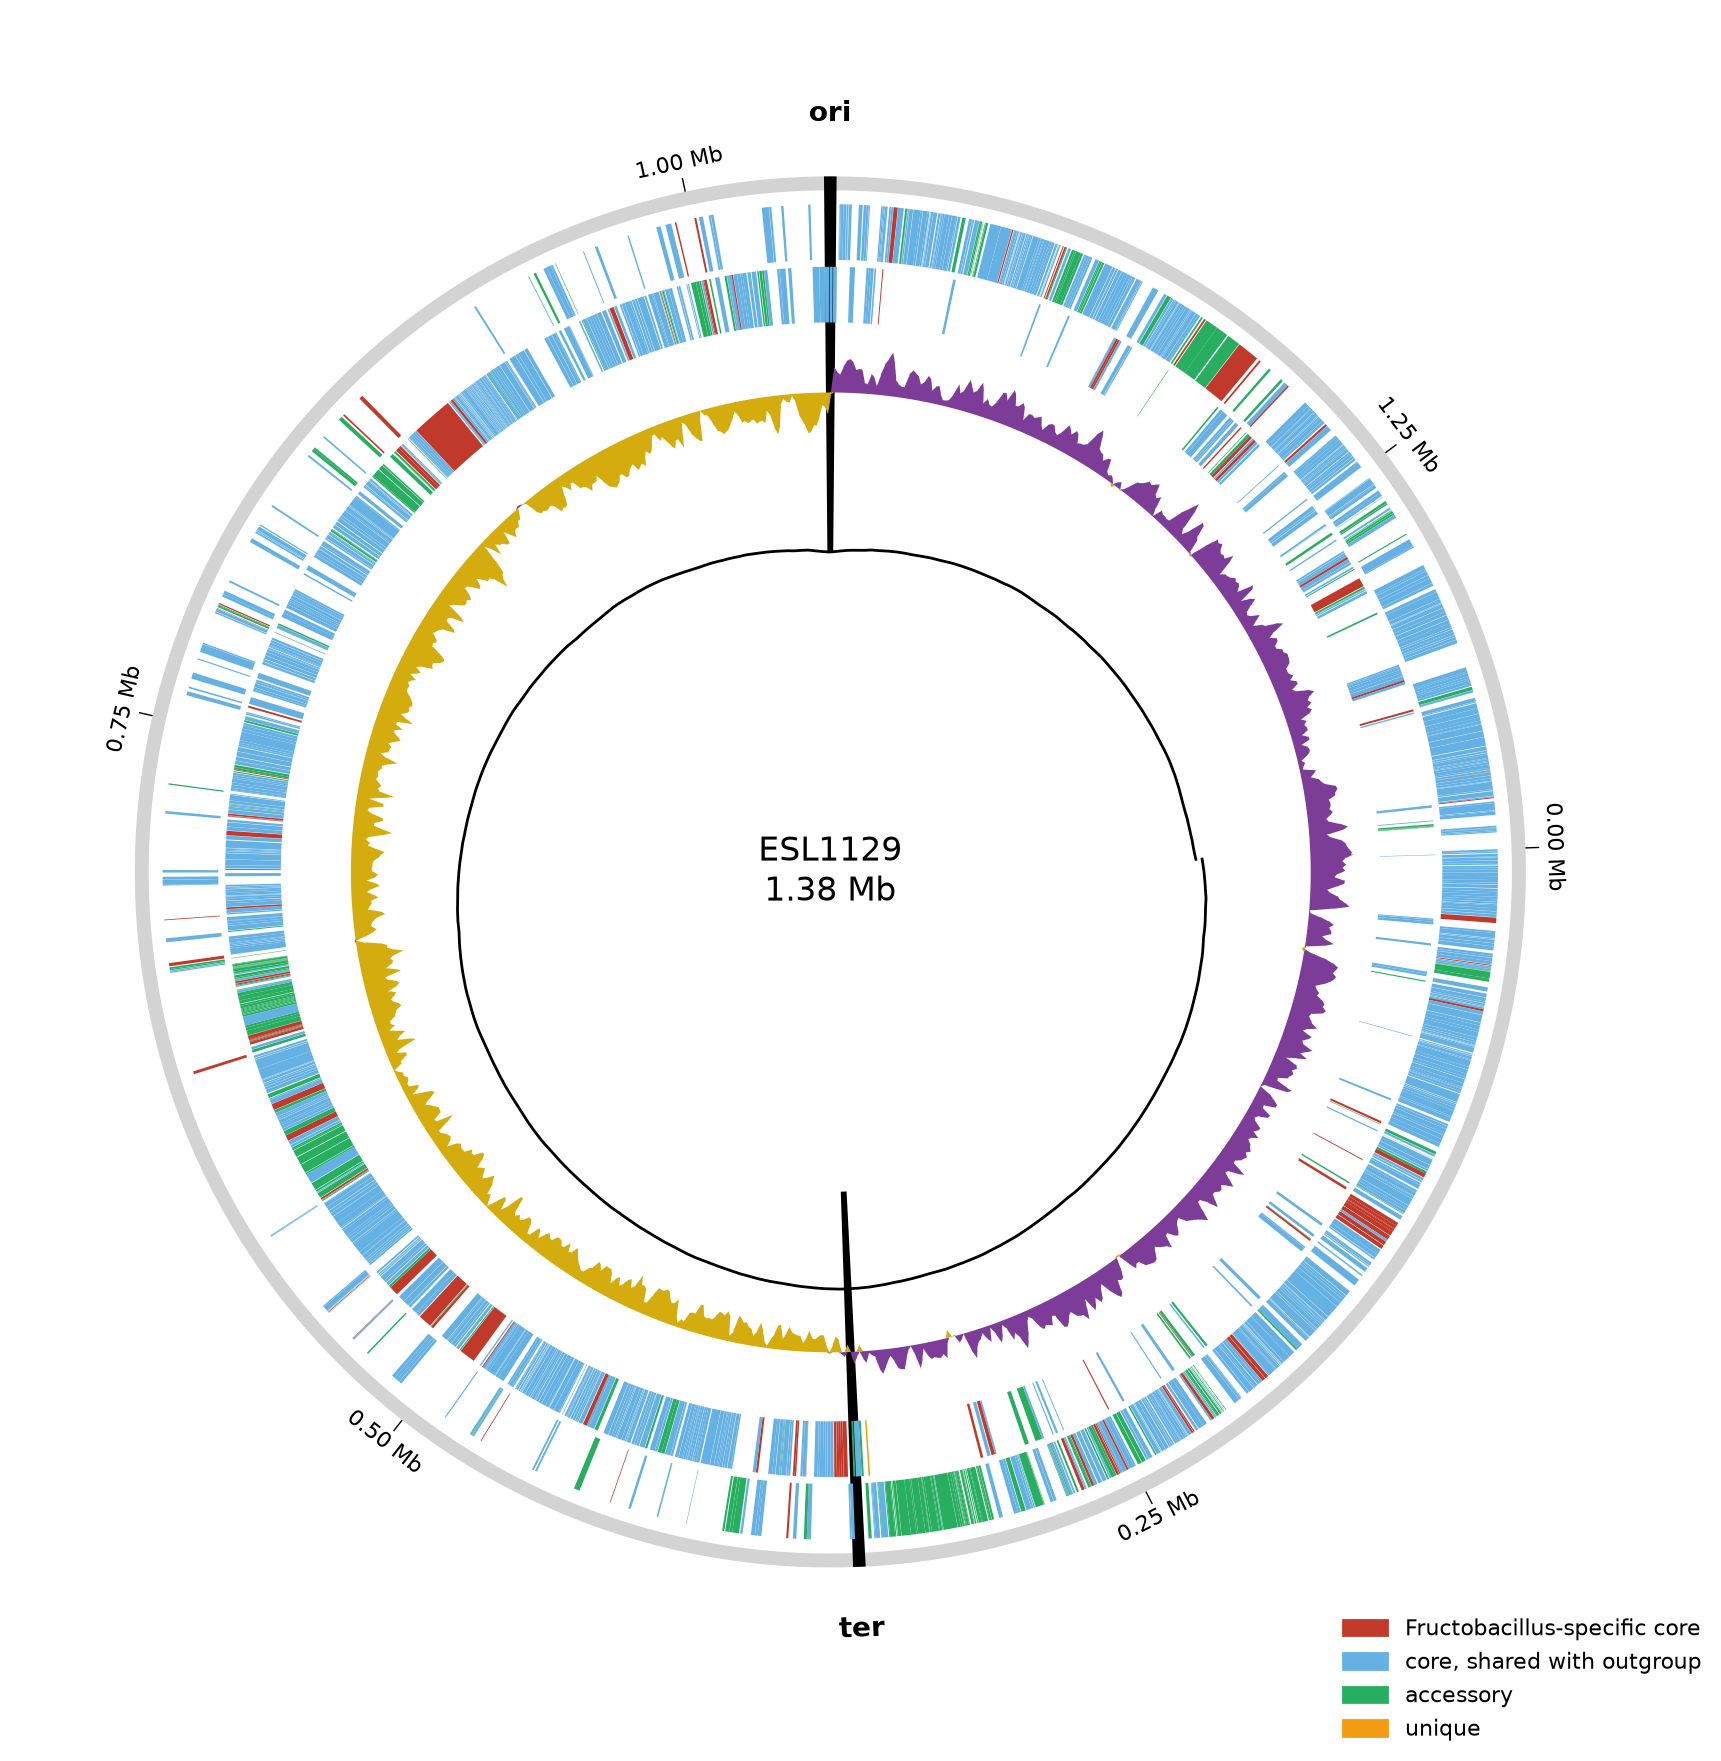 ori
1.00 Mb
1.25 Mb
0.75 Mb
0.00 Mb
ESL1129
1.38 Mb
0.50 Mb
0.25 Mb
ter
Fructobacillus-specific core
core, shared with outgroup
accessory
unique